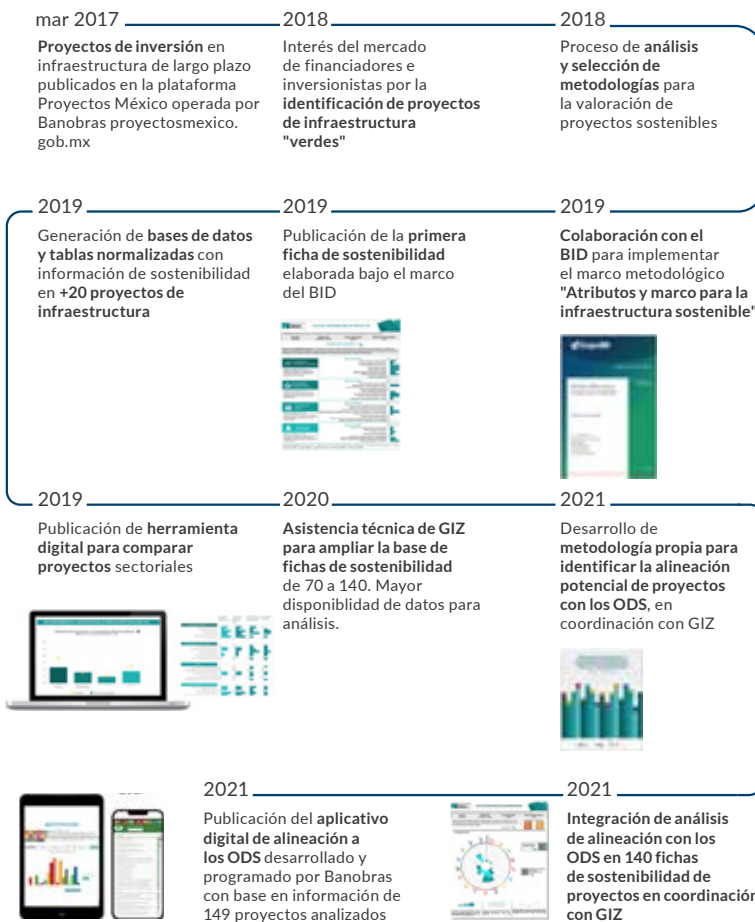 mar 2017
Proyectos de inversión en
infraestructura de largo plazo
publicados en la plataforma
Proyectos México operada por
Banobras proyectosmexico.
gob.mx
2018
Interés del mercado
de financiadores e
inversionistas por la
identificación de proyectos
de infraestructura
"verdes"
2018
Proceso de análisis
y selección de
metodologías para
la valoración de
proyectos sostenibles
2019
Colaboración con el
BID para implementar
el marco metodológico
"Atributos y marco para la
infraestructura sostenible"
2019
Publicación de la primera
ficha de sostenibilidad
elaborada bajo el marco
del BID
2019
Generación de bases de datos
y tablas normalizadas con
información de sostenibilidad
en +20 proyectos de
infraestructura
2019
Publicación de herramienta
digital para comparar
proyectos sectoriales
2020
Asistencia técnica de GIZ
para ampliar la base de
fichas de sostenibilidad
de 70 a 140. Mayor
disponiblidad de datos para
análisis.
2021
Desarrollo de
metodología propia para
identificar la alineación
potencial de proyectos
con los ODS, en
coordinación con GIZ
2021
Integración de análisis
de alineación con los
ODS en 140 fichas
de sostenibilidad de
proyectos en coordinación
con GIZ
2021
Publicación del aplicativo
digital de alineación a
los ODS desarrollado y
programado por Banobras
con base en información de
149 proyectos analizados